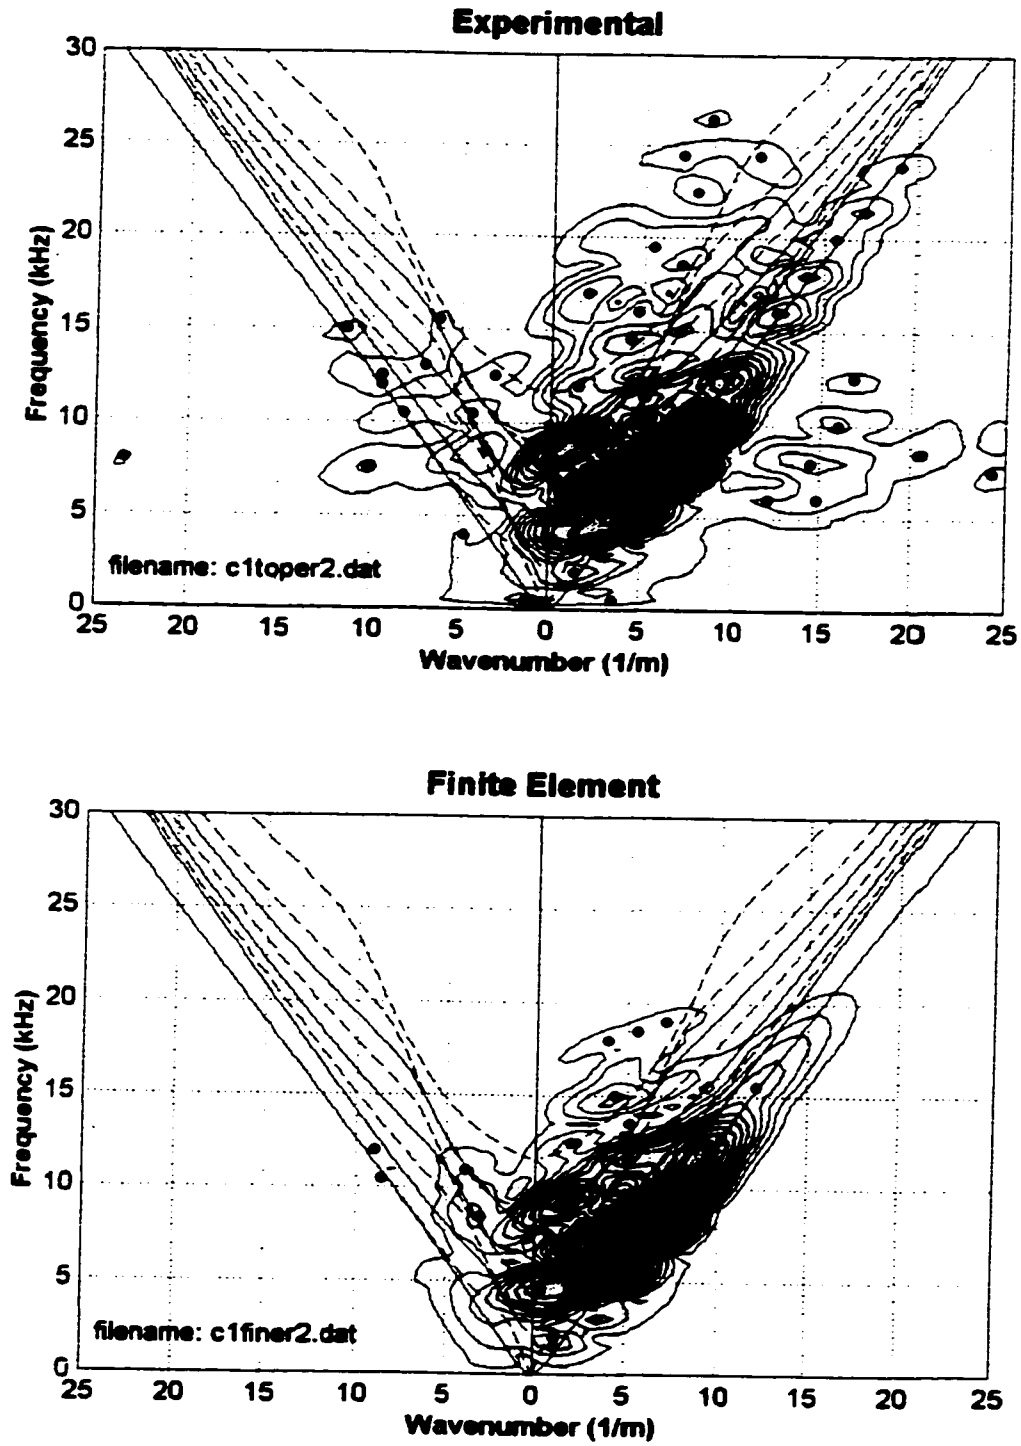 Experimental
30
25
20
15
10
5
0
Frequency (kHz)
filename: c1toper2.dat
25 20 15 10 5 0 5 10 15 20 25
Wavenumber (1/m)
Finite Element
30
25
20
15
10
5
0
Frequency (kHz)
filename: c1finer2.dat
25 20 15 10 5 0 5 10 15 20 25
Wavenumber (1/m)